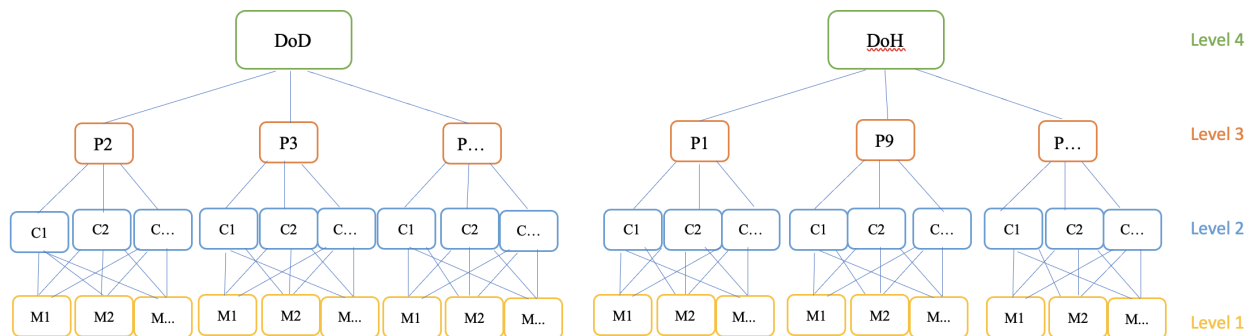 DoD DoH Level 4
P2 P3 P... P1 P9 P... Level 3
C1 C2 C... C1 C2 C... C1 C2 C... C1 C2 C... C1 C2 C... C1 C2 C... Level 2
M1 M2 M... M1 M2 M... M1 M2 M... M1 M2 M... M1 M2 M... M1 M2 M... Level 1